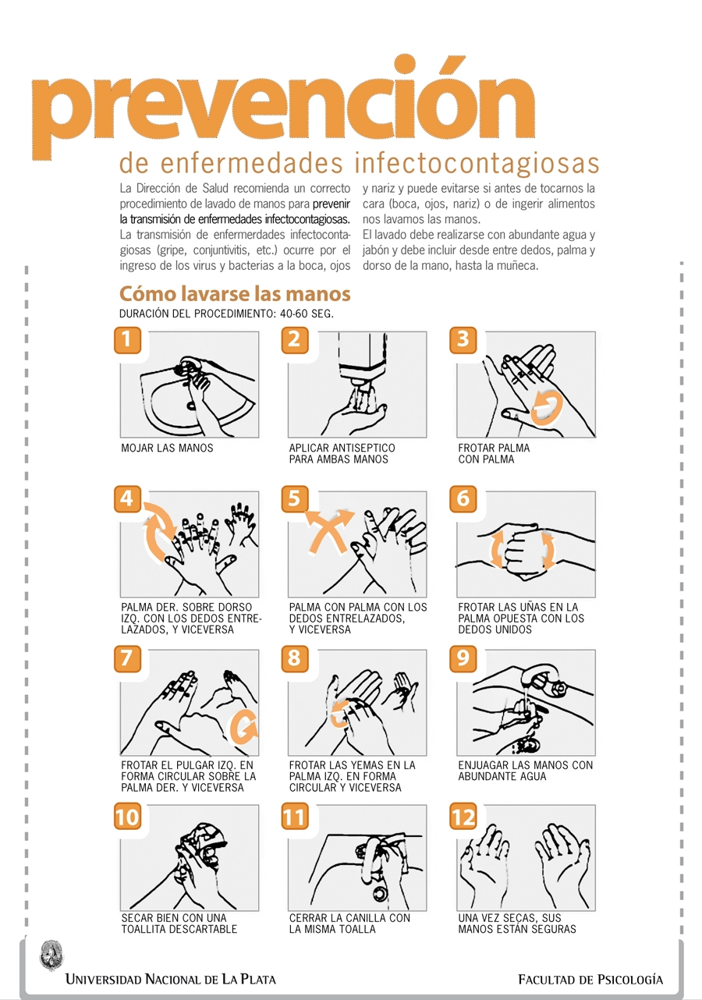 prevención
de enfermedades infectocontagiosas
La Dirección de Salud recomienda un correcto
procedimiento de lavado de manos para prevenir
la transmisión de enfermedades infectocontagiosas.
La transmisión de enfermerdades infectoconta-
giosas (gripe, conjuntivitis, etc.) ocurre por el
ingreso de los virus y bacterias a la boca, ojos
y nariz y puede evitarse si antes de tocarnos la
cara (boca, ojos, nariz) o de ingerir alimentos
nos lavamos las manos.
El lavado debe realizarse con abundante agua y
jabón y debe incluir desde entre dedos, palma y
dorso de la mano, hasta la muñeca.
Cómo lavarse las manos
DURACIÓN DEL PROCEDIMIENTO: 40-60 SEG.
1
MOJAR LAS MANOS
2
APLICAR ANTISEPTICO
PARA AMBAS MANOS
3
FROTAR PALMA
CON PALMA
4
PALMA DER. SOBRE DORSO
IZQ. CON LOS DEDOS ENTRE-
LAZADOS, Y VICEVERSA
5
PALMA CON PALMA CON LOS
DEDOS ENTRELAZADOS,
Y VICEVERSA
6
FROTAR LAS UÑAS EN LA
PALMA OPUESTA CON LOS
DEDOS UNIDOS
7
FROTAR EL PULGAR IZQ. EN
FORMA CIRCULAR SOBRE LA
PALMA DER. Y VICEVERSA
8
FROTAR LAS YEMAS EN LA
PALMA IZQ. EN FORMA
CIRCULAR Y VICEVERSA
9
ENJUAGAR LAS MANOS CON
ABUNDANTE AGUA
10
SECAR BIEN CON UNA
TOALLITA DESCARTABLE
11
CERRAR LA CANILLA CON
LA MISMA TOALLA
12
UNA VEZ SECAS, SUS
MANOS ESTÁN SEGURAS
UNIVERSIDAD NACIONAL DE LA PLATA
FACULTAD DE PSICOLOGÍA